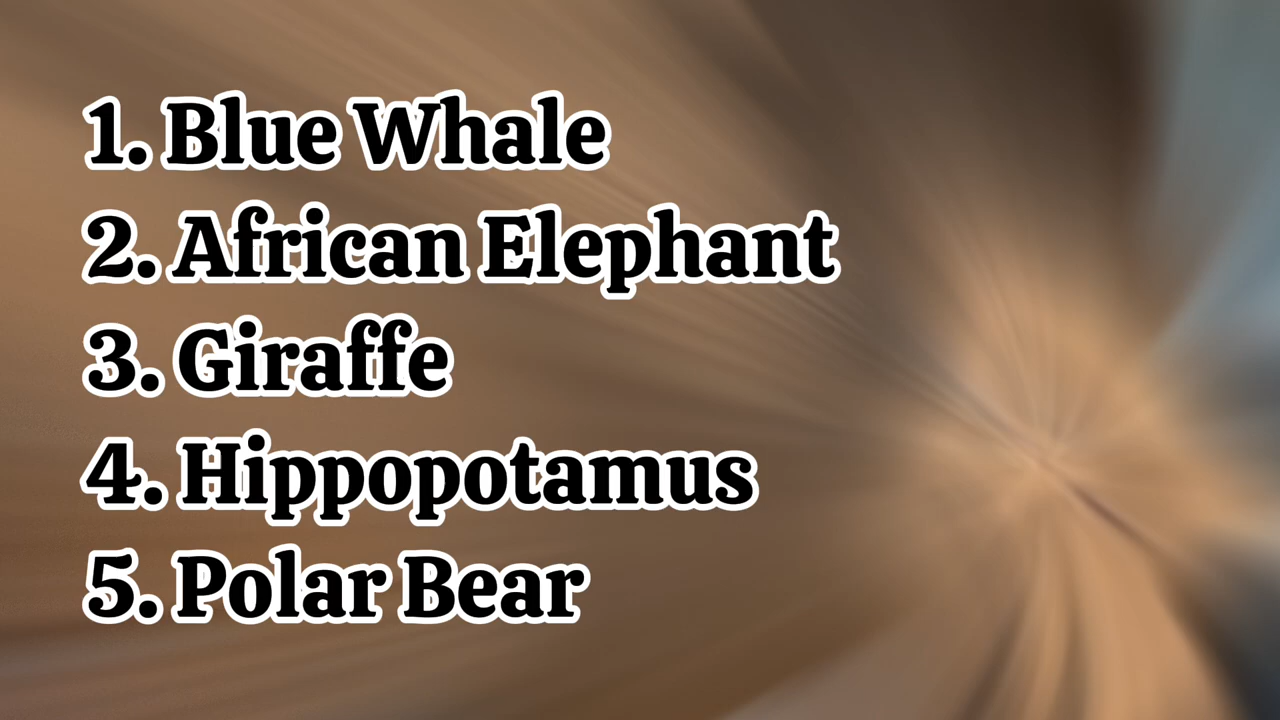 1. Blue Whale
2. African Elephant
3. Giraffe
4. Hippopotamus
5. Polar Bear